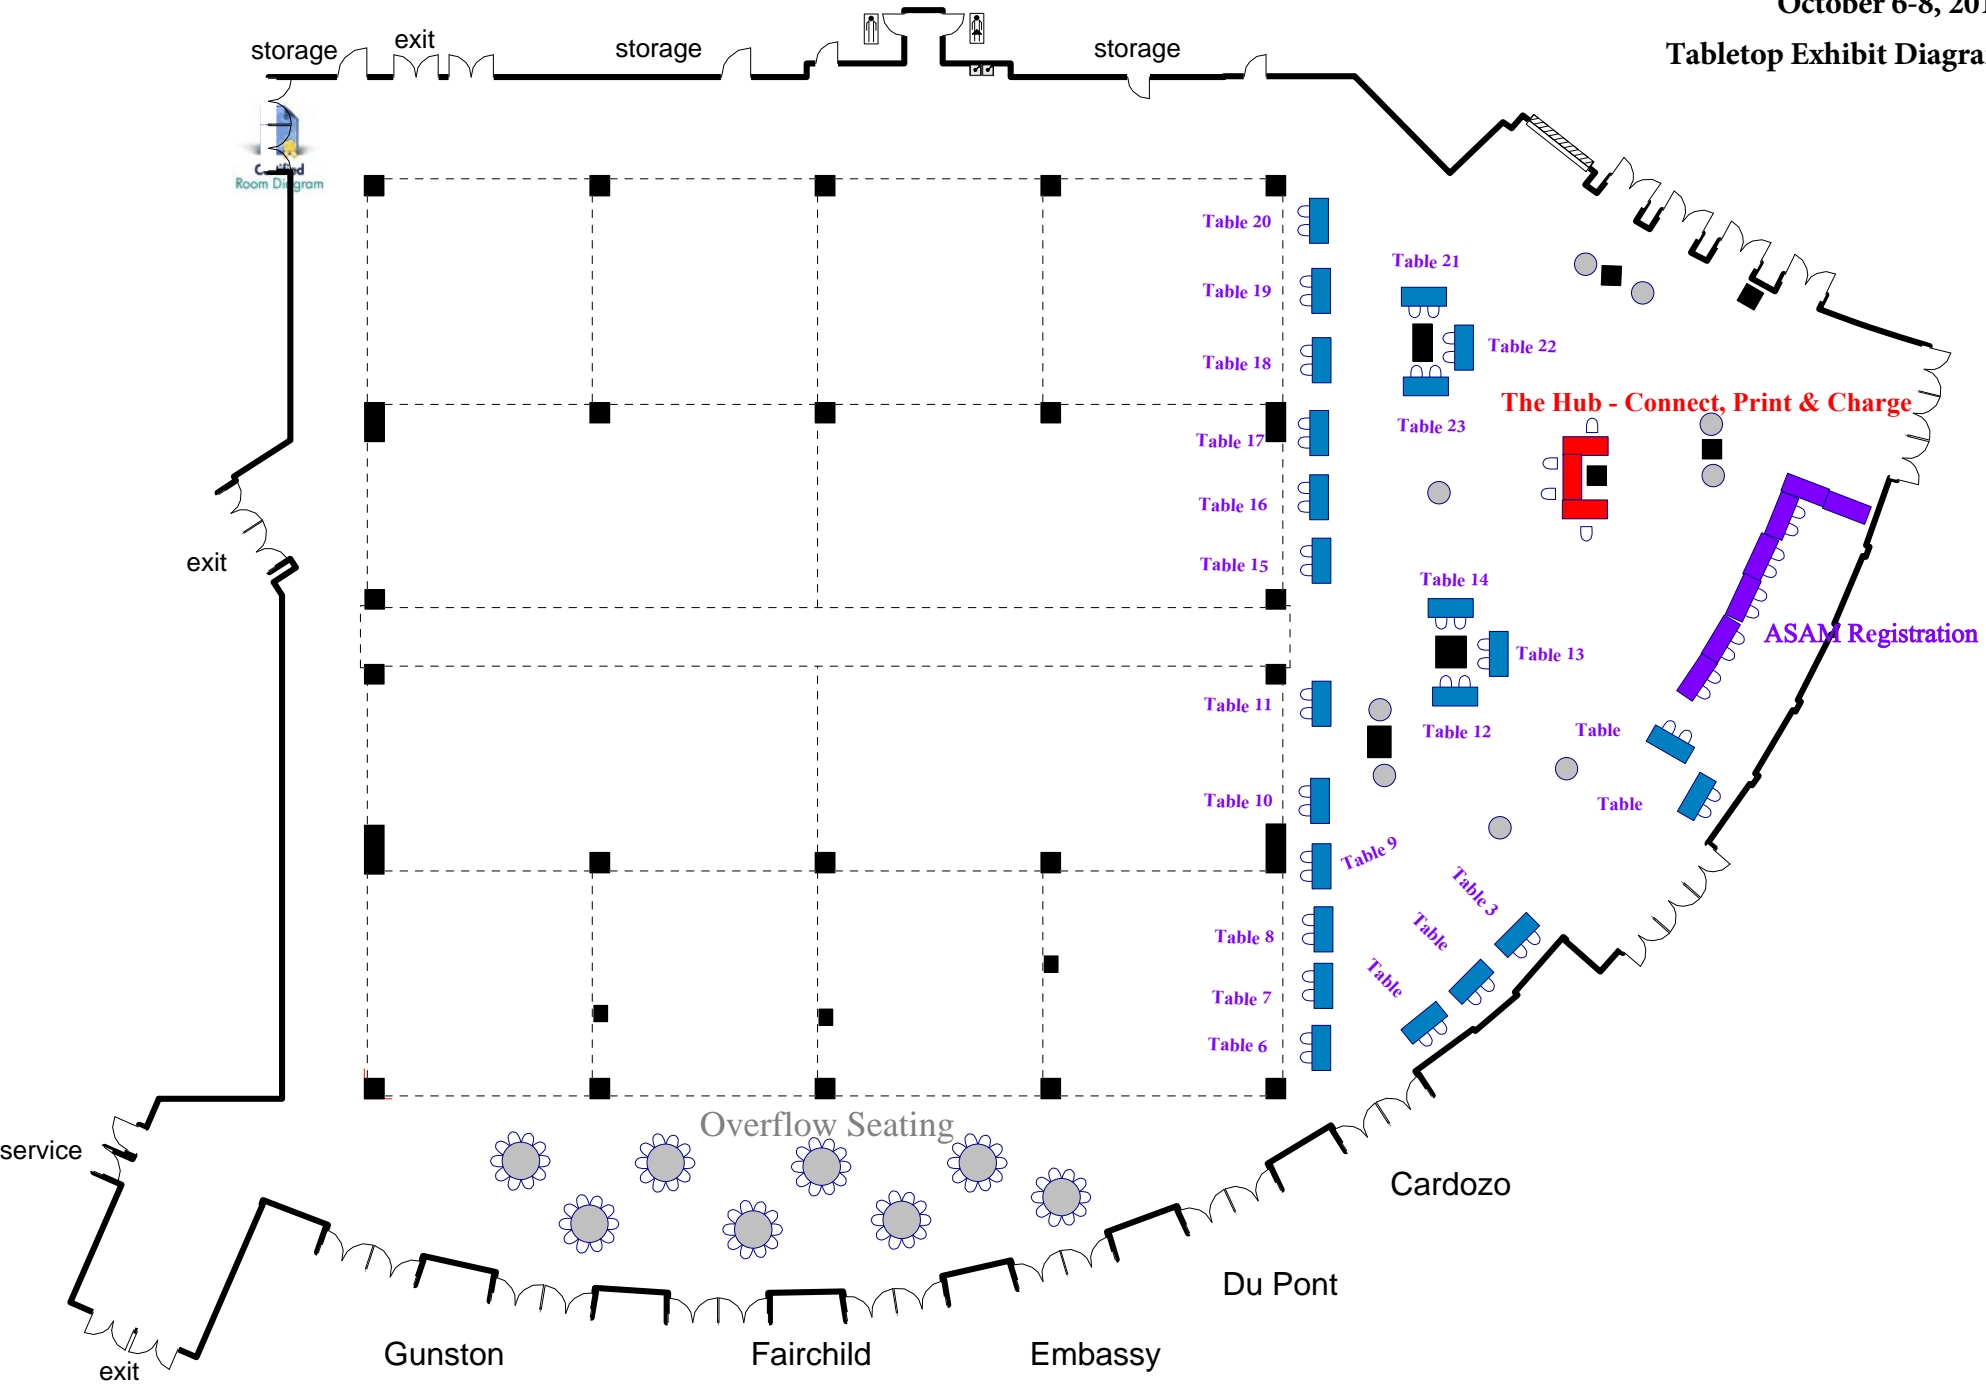 October 6-8, 201
Tabletop Exhibit Diagra
storage
exit
storage
storage
Certified
Room Diagram
Table 20
Table 21
Table 19
Table 22
Table 18
The Hub - Connect, Print & Charge
Table 23
Table 17
Table 16
exit
Table 15
Table 14
ASAM Registration
Table 13
Table 11
Table 12
Table
Table 10
Table
Table 9
Table 3
Table
Table 8
Table
Table 7
Table 6
Overflow Seating
service
Cardozo
Du Pont
Gunston
Fairchild
Embassy
exit